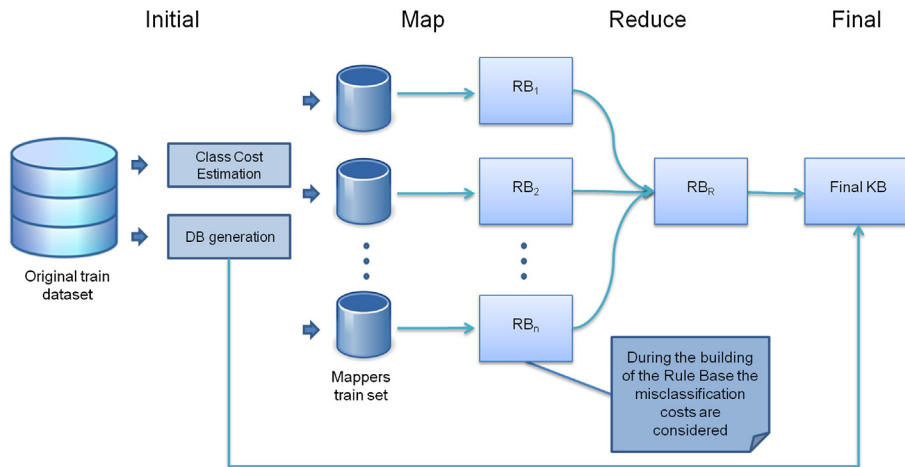 Initial
Map
Reduce
Final
Original train
dataset
Class Cost
Estimation
DB generation
Mappers
train set
RB1
RB2
RBn
RBR
Final KB
During the building
of the Rule Base the
misclassification
costs are
considered